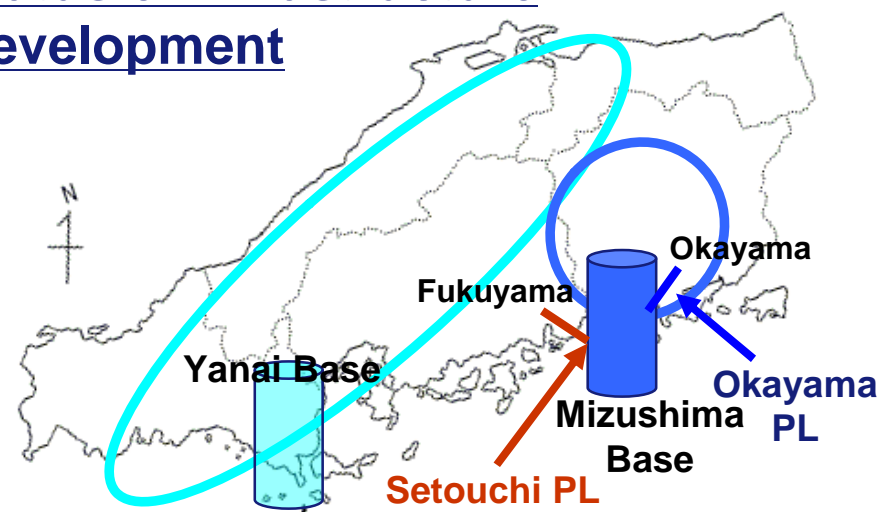 evelopment
N
Okayama
Fukuyama
Yanai Base
Okayama
PL
Mizushima
Base
Setouchi PL